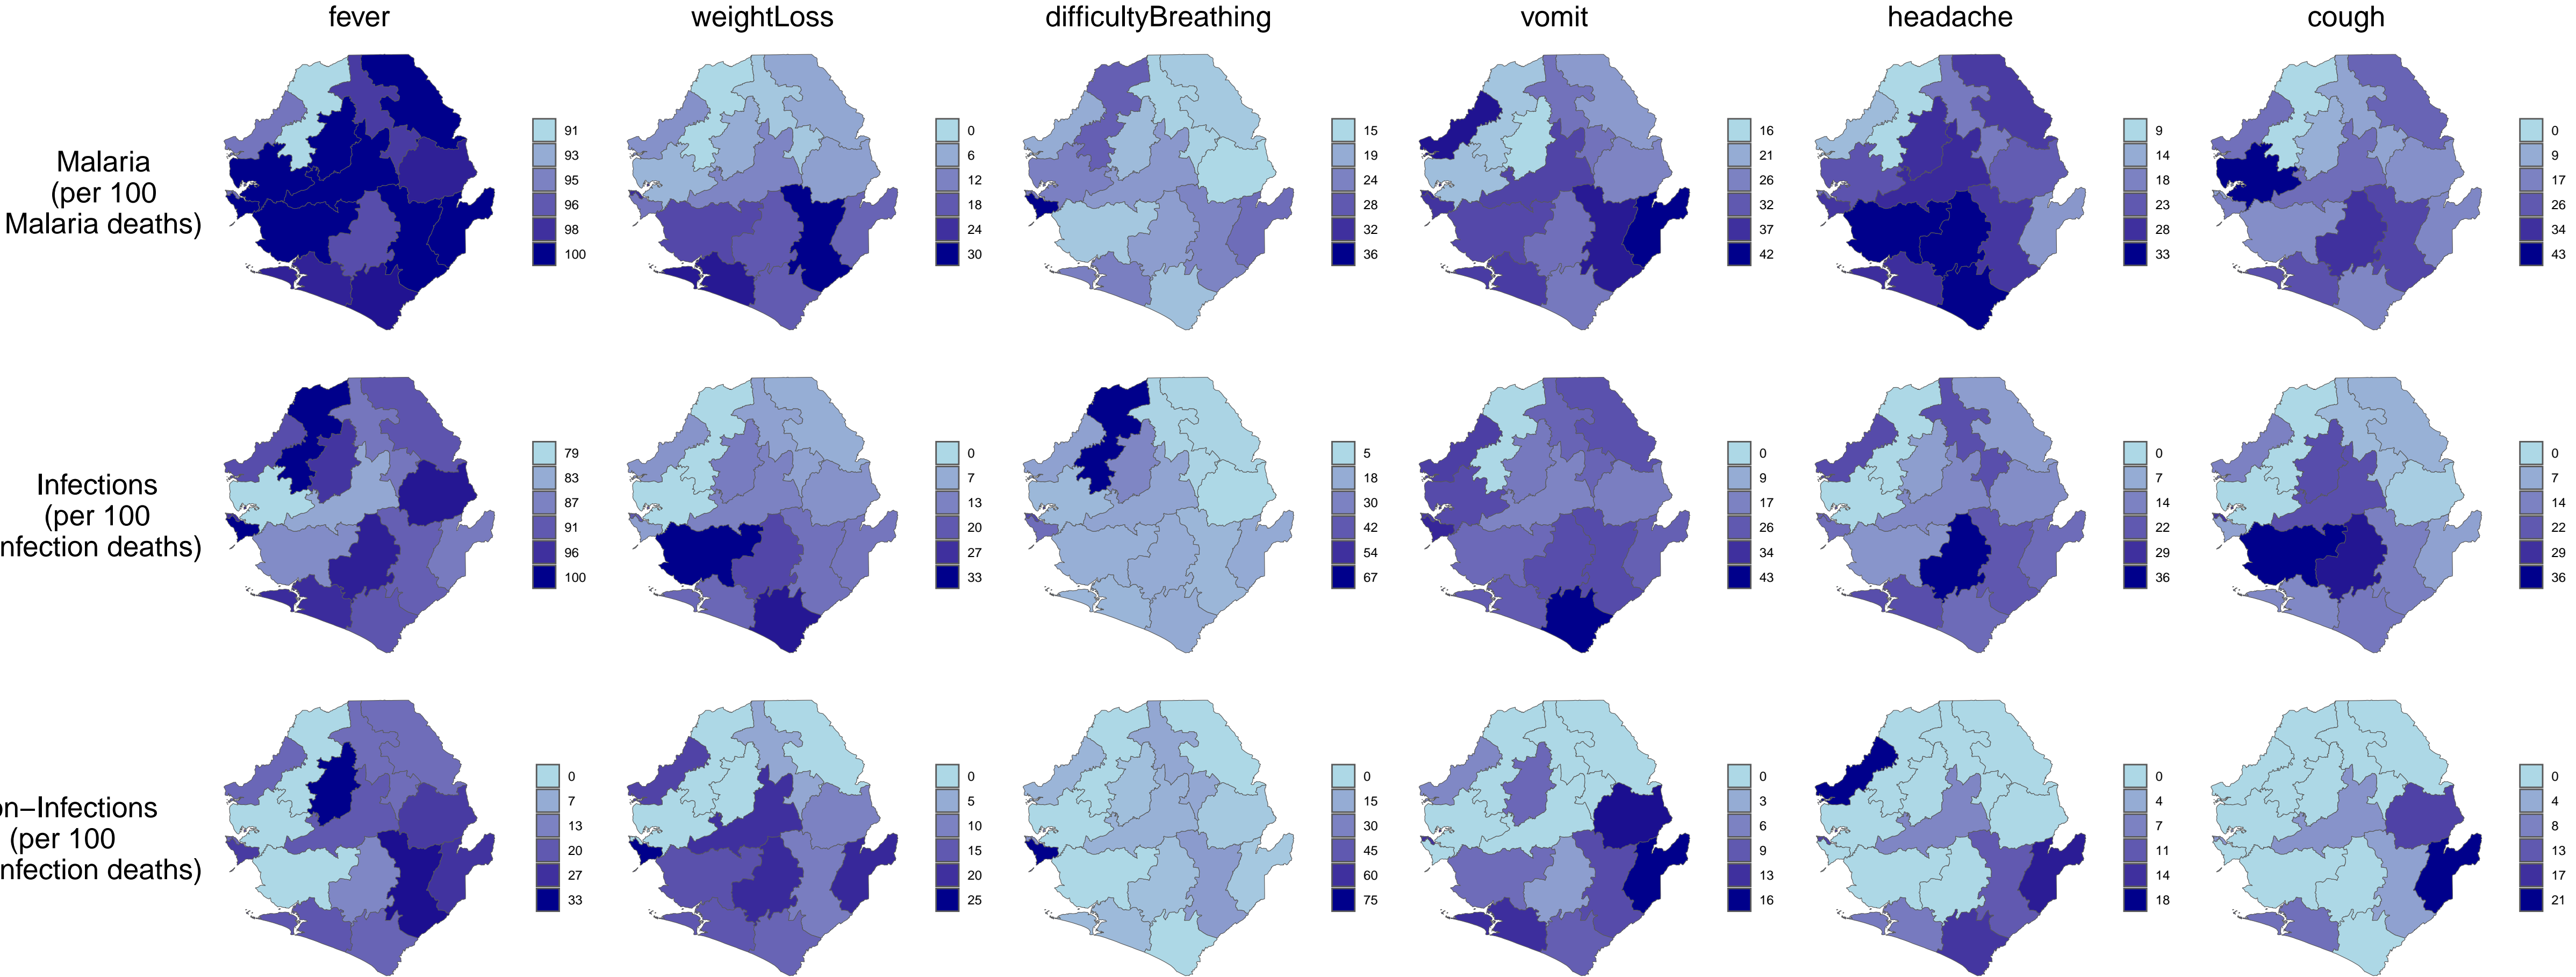 fever weightLoss difficultyBreathing vomit headache cough
Malaria
(per 100
Malaria deaths)
91 0 15 16 9 0
93 6 19 21 14 9
95 12 24 26 18 17
96 18 28 32 23 26
98 24 32 37 28 34
100 30 36 42 33 43
Infections
(per 100
nfection deaths)
79 0 5 0 0 0
83 7 18 9 7 7
87 13 30 17 14 14
91 20 42 26 22 22
96 27 54 34 29 29
100 33 67 43 36 36
on−Infections
(per 100
nfection deaths)
0 0 0 0 0 0
7 5 15 3 4 4
13 10 30 6 7 8
20 15 45 9 11 13
27 20 60 13 14 17
33 25 75 16 18 21